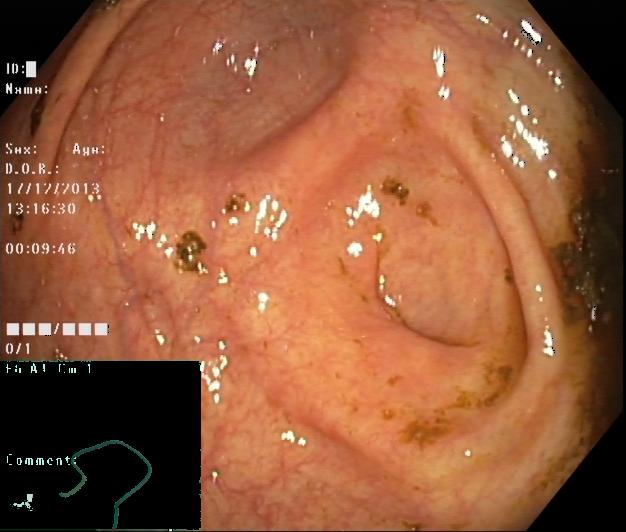 ID:
Name:
Sex: Age:
D.O.B.:
17/12/2013
13:16:30
00:09:46
■■■/■■■
0/1
Comment: